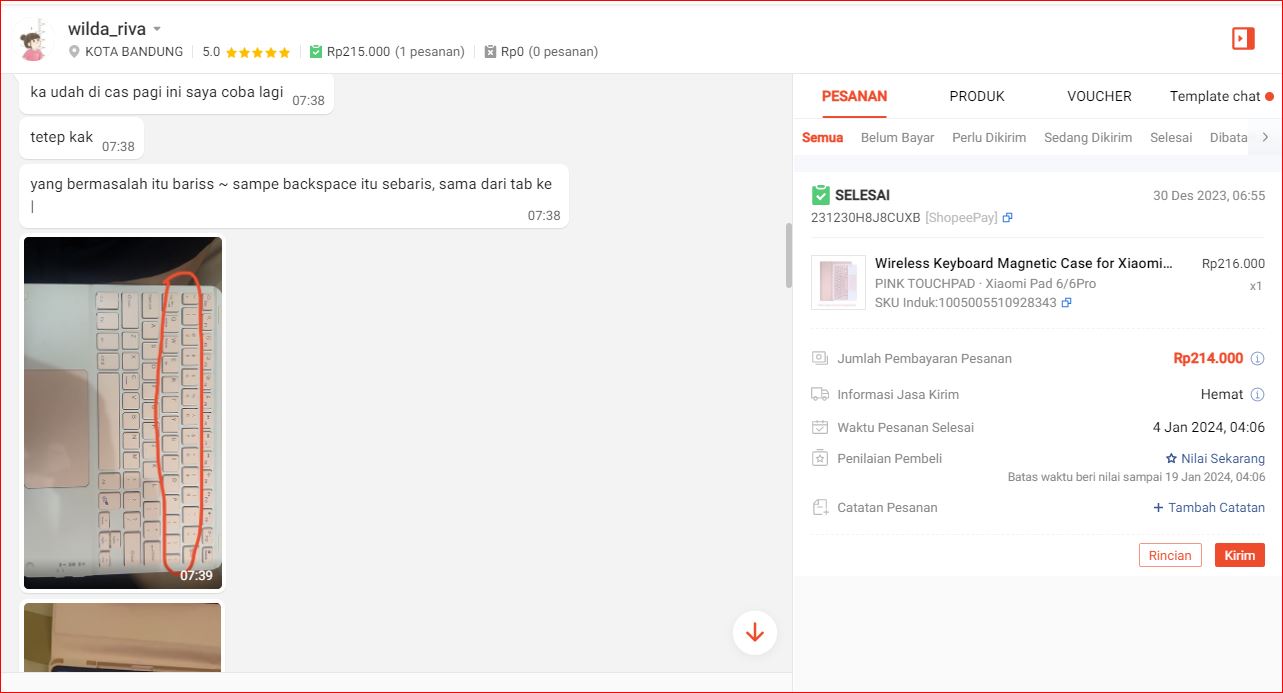 wilda_riva
KOTA BANDUNG
5.0
Rp215.000 (1 pesanan)
Rp0 (0 pesanan)
ka udah di cas pagi ini saya coba lagi
07:38
tetep kak
07:38
yang bermasalah itu bariss ~ sampe backspace itu sebaris, sama dari tab ke
|
07:38
07:39
PESANAN
PRODUK
VOUCHER
Template chat
Semua
Belum Bayar
Perlu Dikirim
Sedang Dikirim
Selesai
Dibata
SELESAI
30 Des 2023, 06:55
231230H8J8CUXB [ShopeePay]
Wireless Keyboard Magnetic Case for Xiaomi...
Rp216.000
PINK TOUCHPAD · Xiaomi Pad 6/6Pro
x1
SKU Induk:1005005510928343
Jumlah Pembayaran Pesanan
Rp214.000
Informasi Jasa Kirim
Hemat
Waktu Pesanan Selesai
4 Jan 2024, 04:06
Penilaian Pembeli
Nilai Sekarang
Batas waktu beri nilai sampai 19 Jan 2024, 04:06
Catatan Pesanan
+ Tambah Catatan
Rincian
Kirim